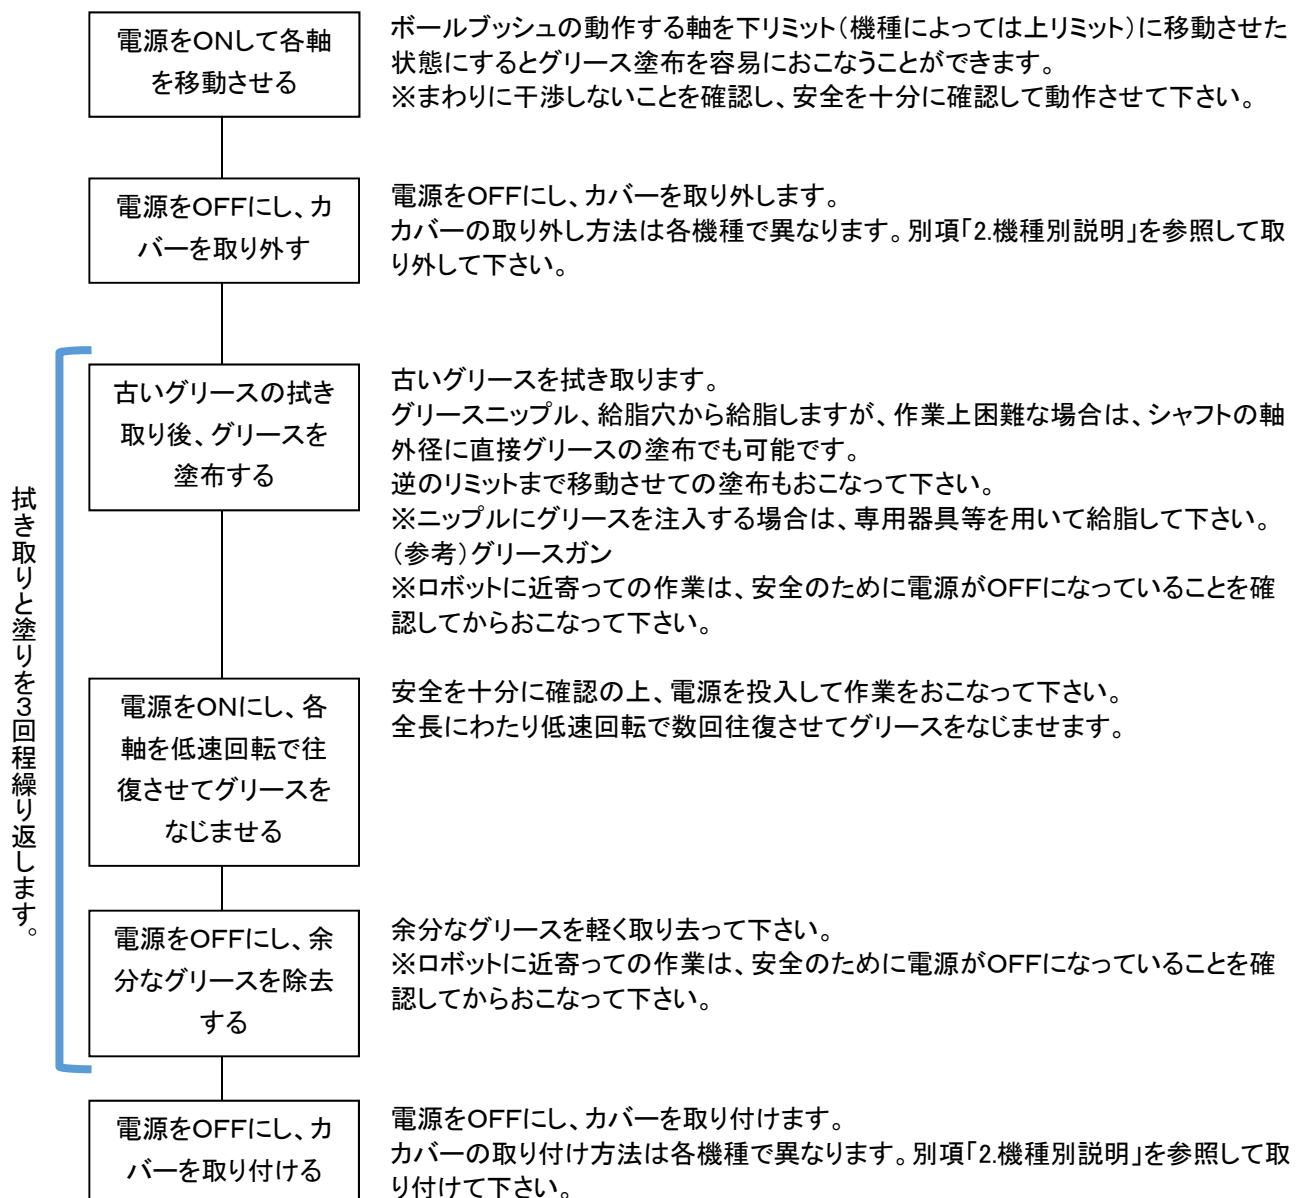 電源をONして各軸
を移動させる
ボールブッシュの動作する軸を下リミット(機種によっては上リミット)に移動させた
状態にするとグリース塗布を容易におこなうことができます。
※まわりに干渉しないことを確認し、安全を十分に確認して動作させて下さい。
電源をOFFにし、カ
バーを取り外す
電源をOFFにし、カバーを取り外します。
カバーの取り外し方法は各機種で異なります。別項「2.機種別説明」を参照して取
り外して下さい。
拭き取りと塗りを3回程繰り返します。
古いグリースの拭き
取り後、グリースを
塗布する
古いグリースを拭き取ります。
グリースニップル、給脂穴から給脂しますが、作業上困難な場合は、シャフトの軸
外径に直接グリースの塗布でも可能です。
逆のリミットまで移動させての塗布もおこなって下さい。
※ニップルにグリースを注入する場合は、専用器具等を用いて給脂して下さい。
(参考)グリースガン
※ロボットに近寄っての作業は、安全のために電源がOFFになっていることを確
認してからおこなって下さい。
電源をONにし、各
軸を低速回転で往
復させてグリースを
なじませる
安全を十分に確認の上、電源を投入して作業をおこなって下さい。
全長にわたり低速回転で数回往復させてグリースをなじませます。
電源をOFFにし、余
分なグリースを除去
する
余分なグリースを軽く取り去って下さい。
※ロボットに近寄っての作業は、安全のために電源がOFFになっていることを確
認してからおこなって下さい。
電源をOFFにし、カ
バーを取り付ける
電源をOFFにし、カバーを取り付けます。
カバーの取り付け方法は各機種で異なります。別項「2.機種別説明」を参照して取
り付けて下さい。